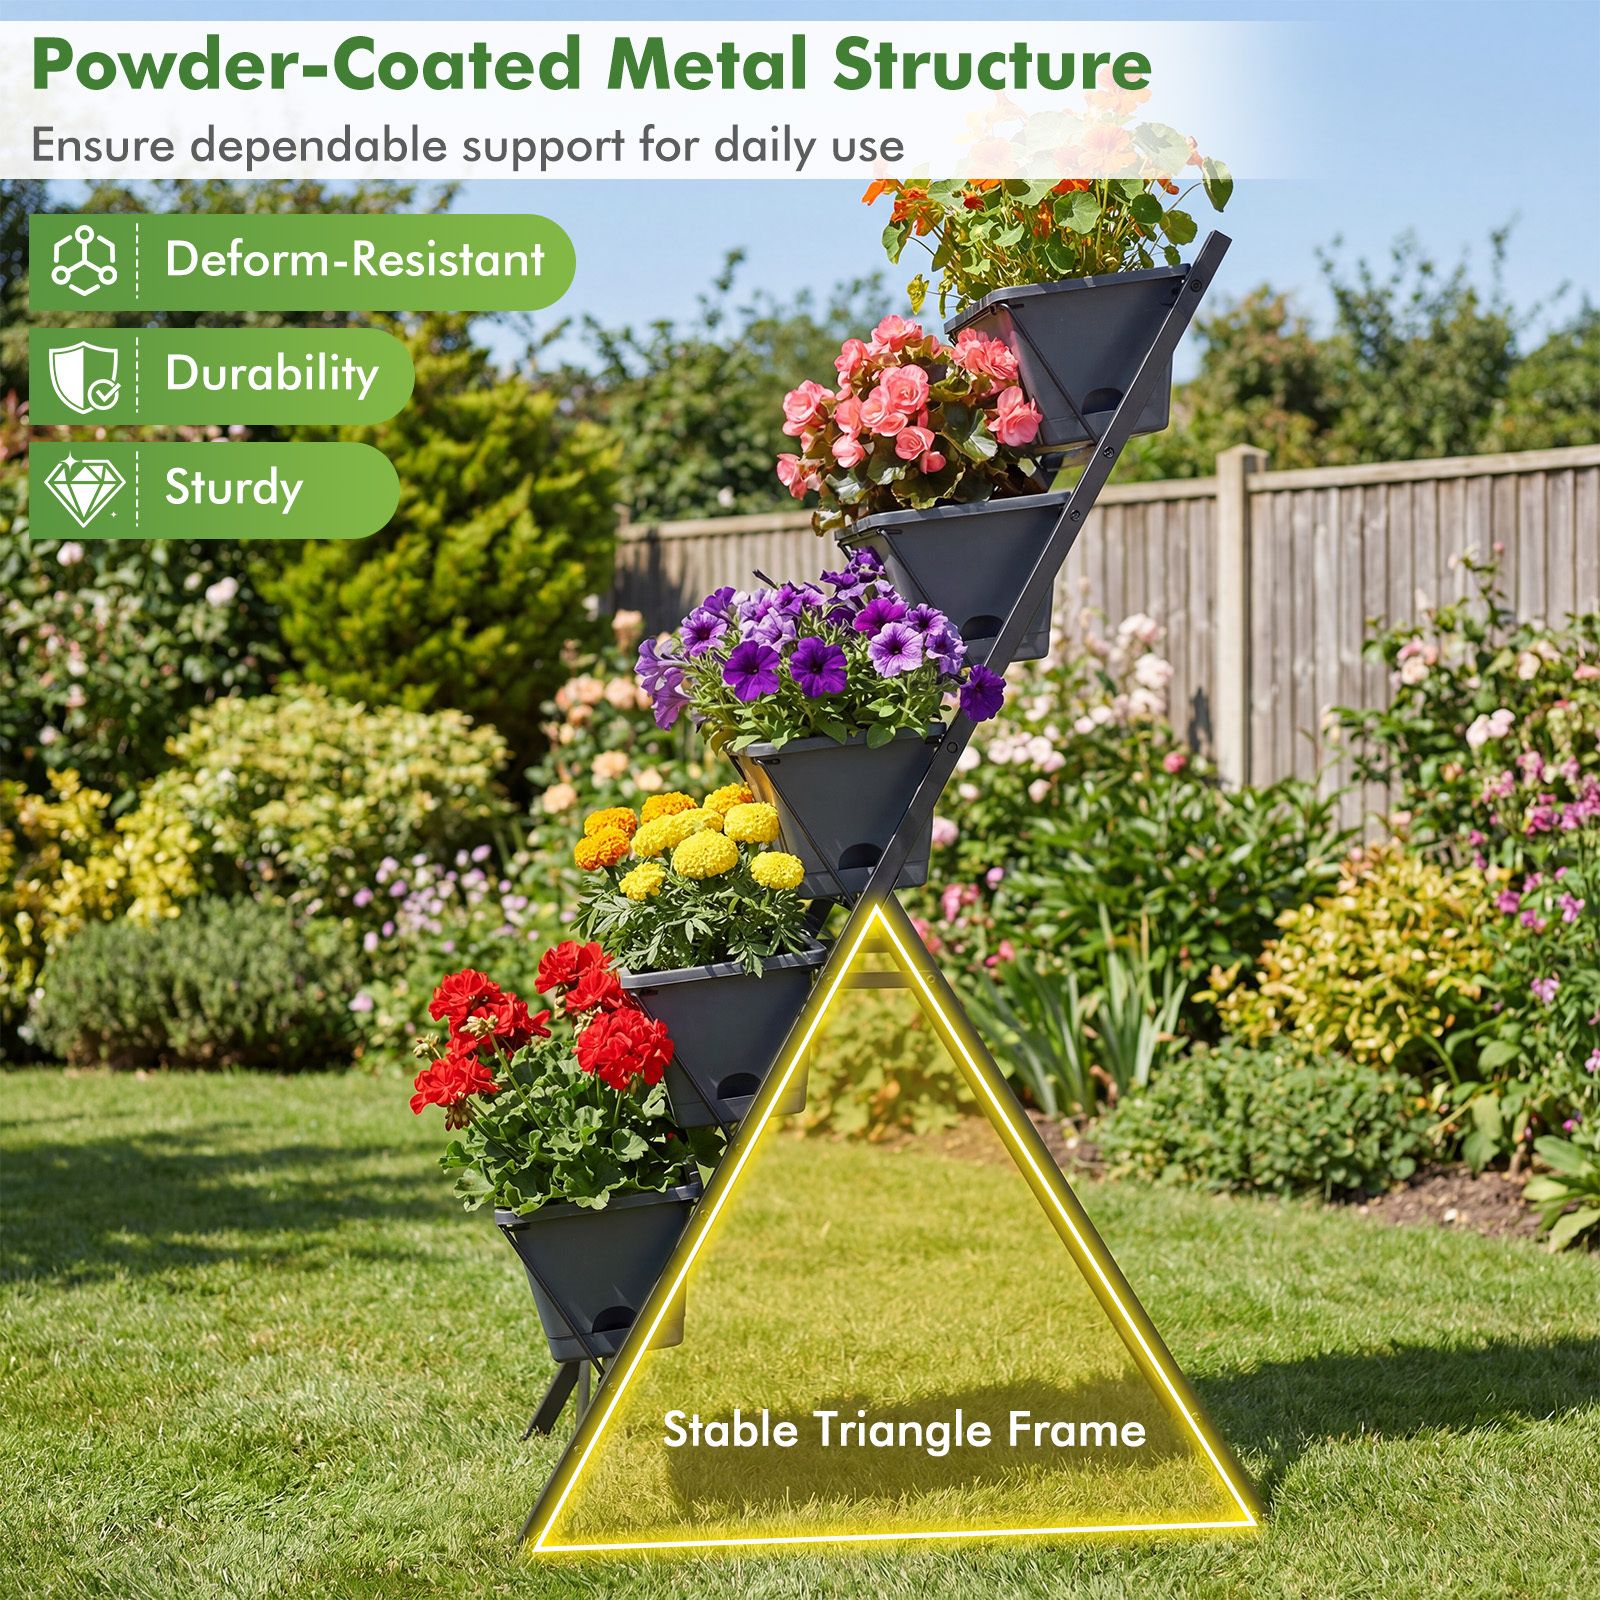 Powder-Coated Metal Structure
Ensure dependable support for daily use
Deform-Resistant
Durability
Sturdy
Stable Triangle Frame